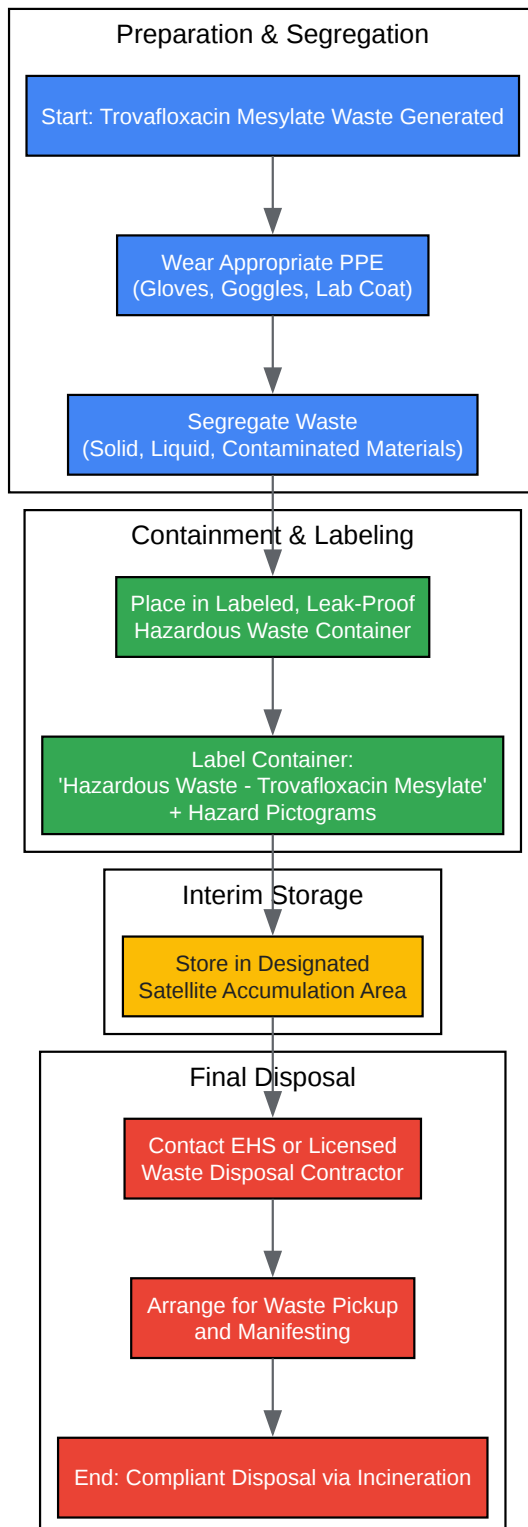 Preparation & Segregation
Start: Trovafloxacin Mesylate Waste Generated
Wear Appropriate PPE
(Gloves, Goggles, Lab Coat)
Segregate Waste
(Solid, Liquid, Contaminated Materials)
Containment & Labeling
Place in Labeled, Leak-Proof
Hazardous Waste Container
Label Container:
'Hazardous Waste - Trovafloxacin Mesylate'
+ Hazard Pictograms
Interim Storage
Store in Designated
Satellite Accumulation Area
Final Disposal
Contact EHS or Licensed
Waste Disposal Contractor
Arrange for Waste Pickup
and Manifesting
End: Compliant Disposal via Incineration